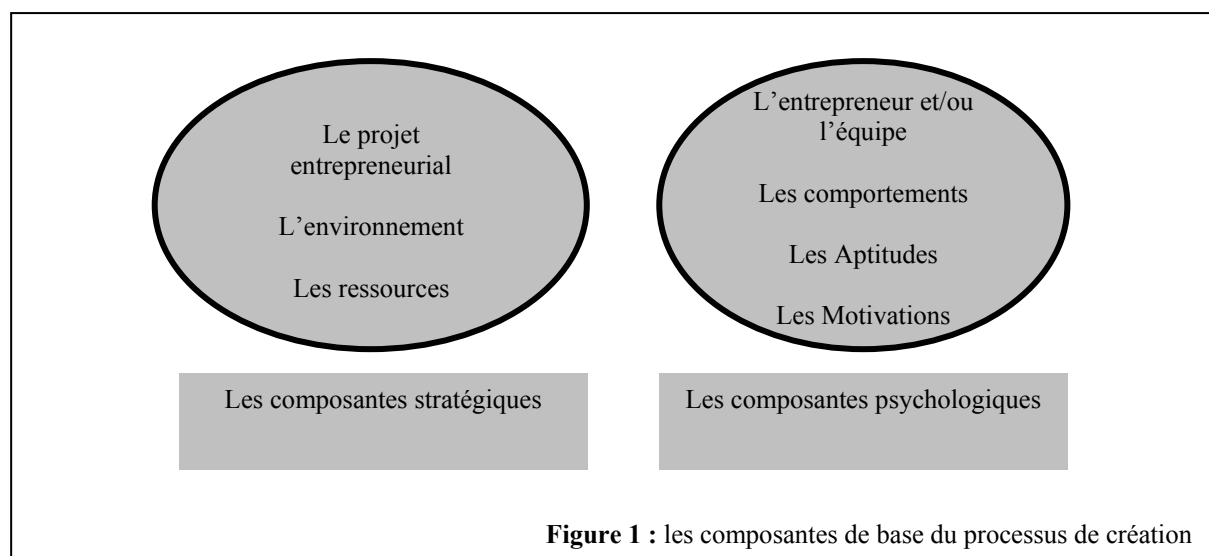 Le projet
entrepreneurial
L’environnement
Les ressources
Les composantes stratégiques
L’entrepreneur et/ou
l’équipe
Les comportements
Les Aptitudes
Les Motivations
Les composantes psychologiques
Figure 1 : les composantes de base du processus de création